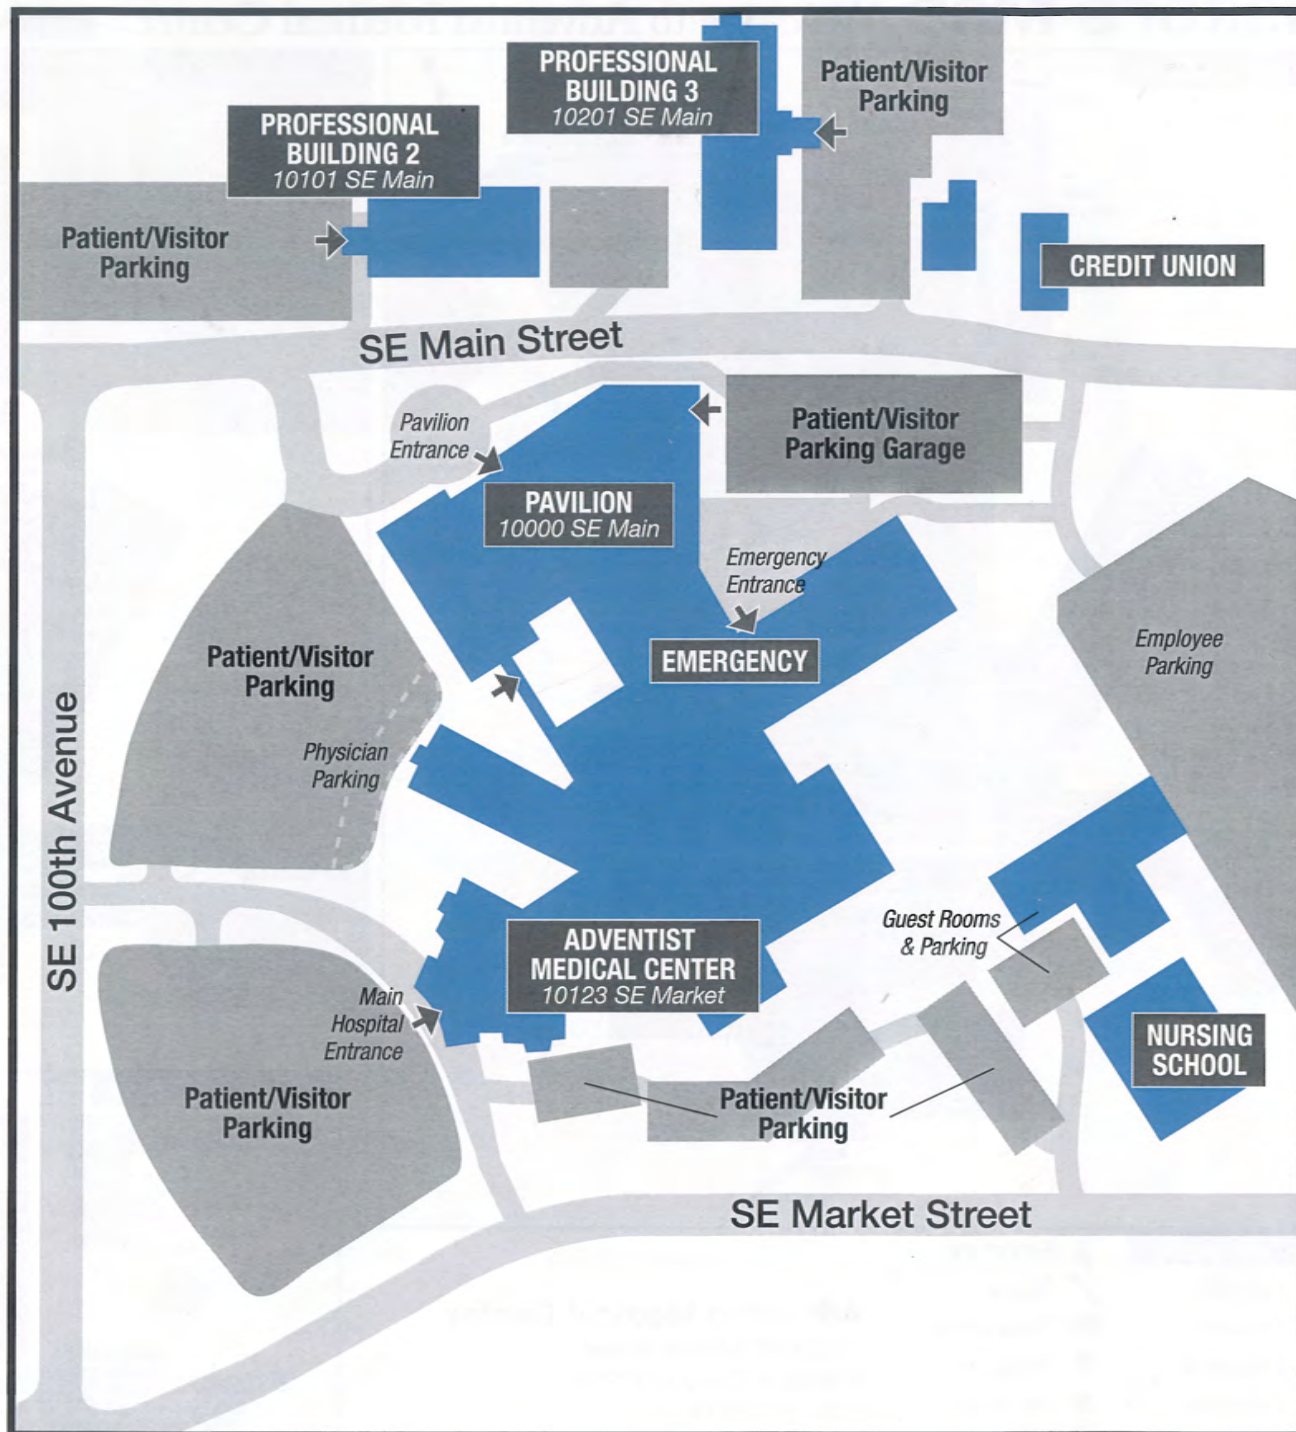 PROFESSIONAL
BUILDING 3
10201 SE Main
Patient/Visitor
Parking
PROFESSIONAL
BUILDING 2
10101 SE Main
Patient/Visitor
Parking
CREDIT UNION
SE Main Street
Pavilion
Entrance
Patient/Visitor
Parking Garage
PAVILION
10000 SE Main
Emergency
Entrance
EMERGENCY
Employee
Parking
Patient/Visitor
Parking
Physician
Parking
SE 100th Avenue
Guest Rooms
& Parking
ADVENTIST
MEDICAL CENTER
10123 SE Market
Main
Hospital
Entrance
NURSING
SCHOOL
Patient/Visitor
Parking
Patient/Visitor
Parking
SE Market Street